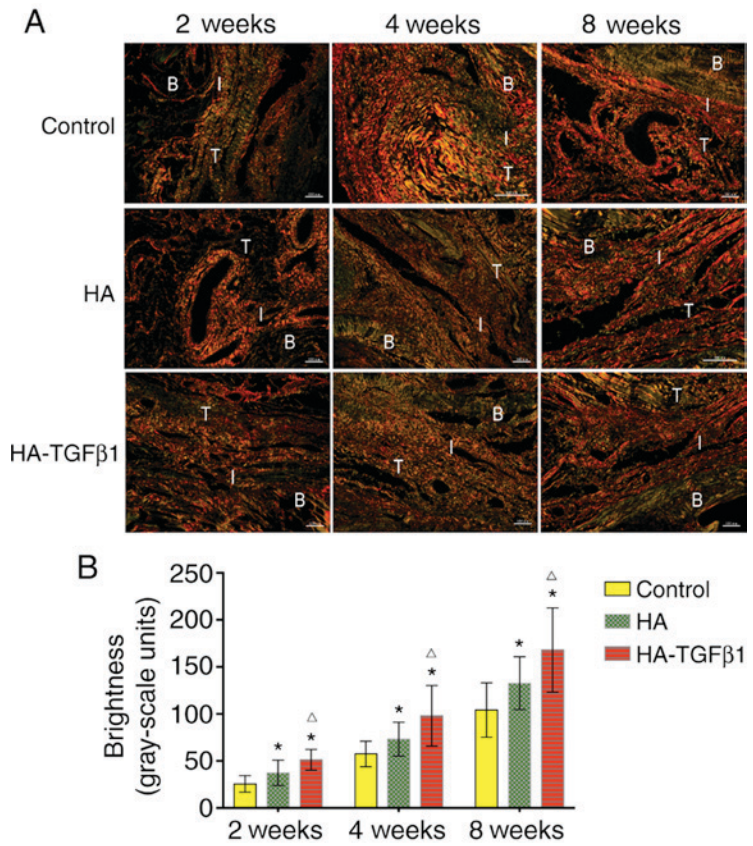 A
2 weeks 4 weeks 8 weeks
Control
B I T
B I T
B I T
HA
T I B
T I B
B I T
HA-TGFβ1
T I B
B I T
T I B
B
Brightness
(gray-scale units)
250
200
150
100
50
0
* * △
* * △
* * △
2 weeks 4 weeks 8 weeks
Control
HA
HA-TGFβ1